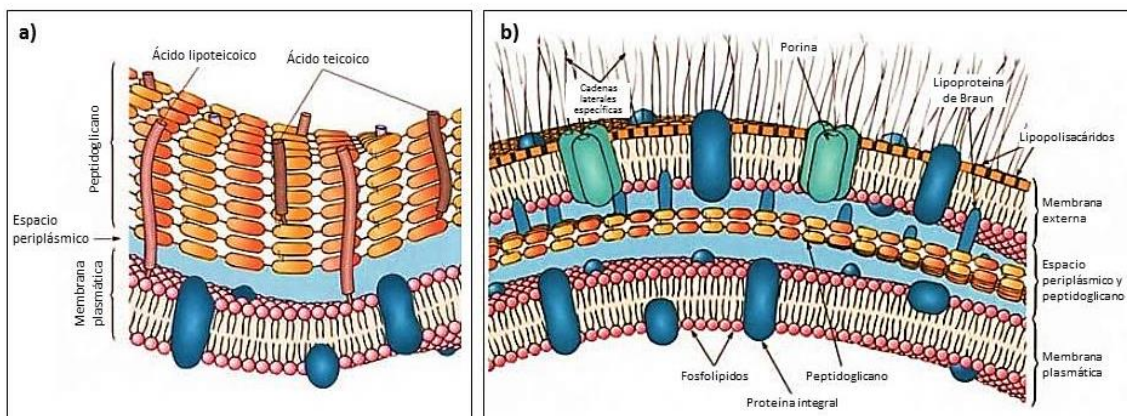 a)
Ácido lipoteicoico
Ácido teicoico
Peptidoglicano
Espacio
periplásmico
Membrana
plasmática
b)
Cadenas
laterales
específicas
Porina
Lipoproteina
de Braun
Lipopolisacáridos
Membrana
externa
Espacio
periplásmico y
peptidoglicano
Membrana
plasmática
Fosfolípidos
Proteína integral
Peptidoglicano